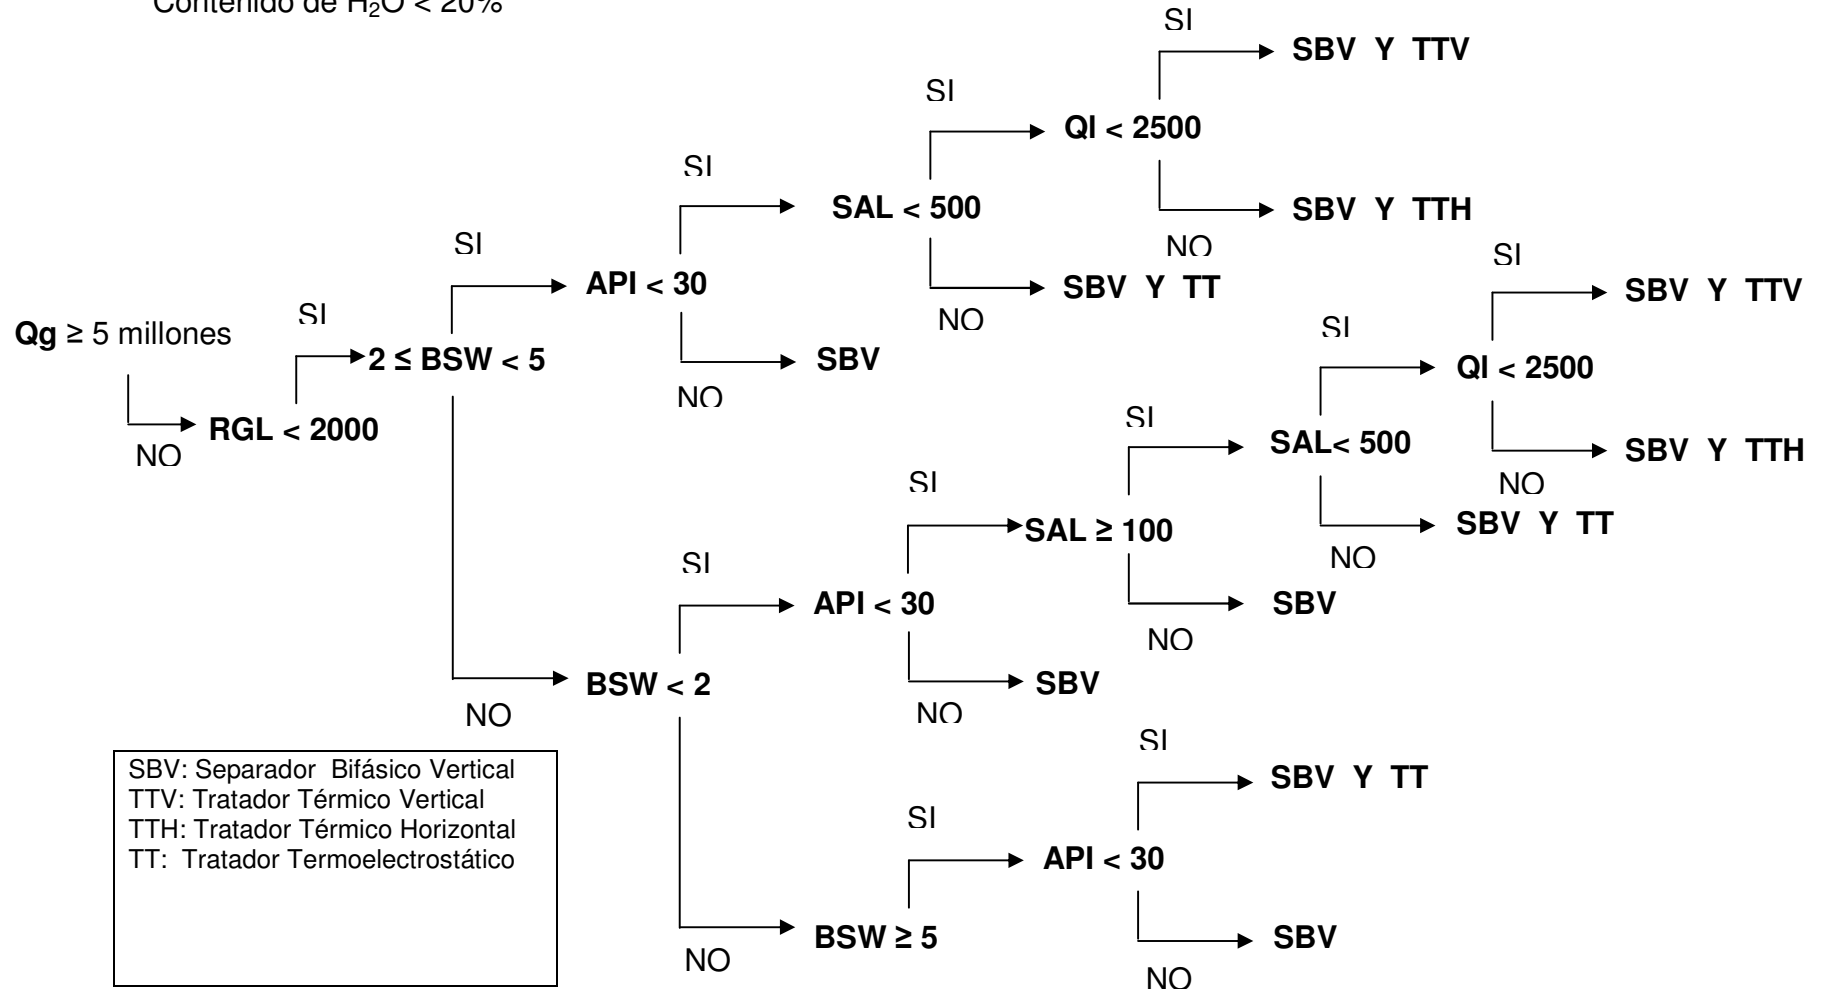 Contenido de H₂O < 20%
SI
SBV Y TTV
SI
QI < 2500
SI
SAL < 500
SBV Y TTH
NO
SI
API < 30
SBV Y TT
NO
SI
SBV Y TTV
Qg ≥ 5 millones
SI
2 ≤ BSW < 5
SBV
NO
SI
QI < 2500
RGL < 2000
NO
SI
SAL< 500
SBV Y TTH
NO
SI
SAL ≥ 100
SBV Y TT
NO
SI
API < 30
SBV
NO
BSW < 2
SBV
NO
NO
SI
SBV Y TT
SI
API < 30
BSW ≥ 5
SBV
NO
NO
SBV: Separador Bifásico Vertical
TTV: Tratador Térmico Vertical
TTH: Tratador Térmico Horizontal
TT: Tratador Termoelectrostático